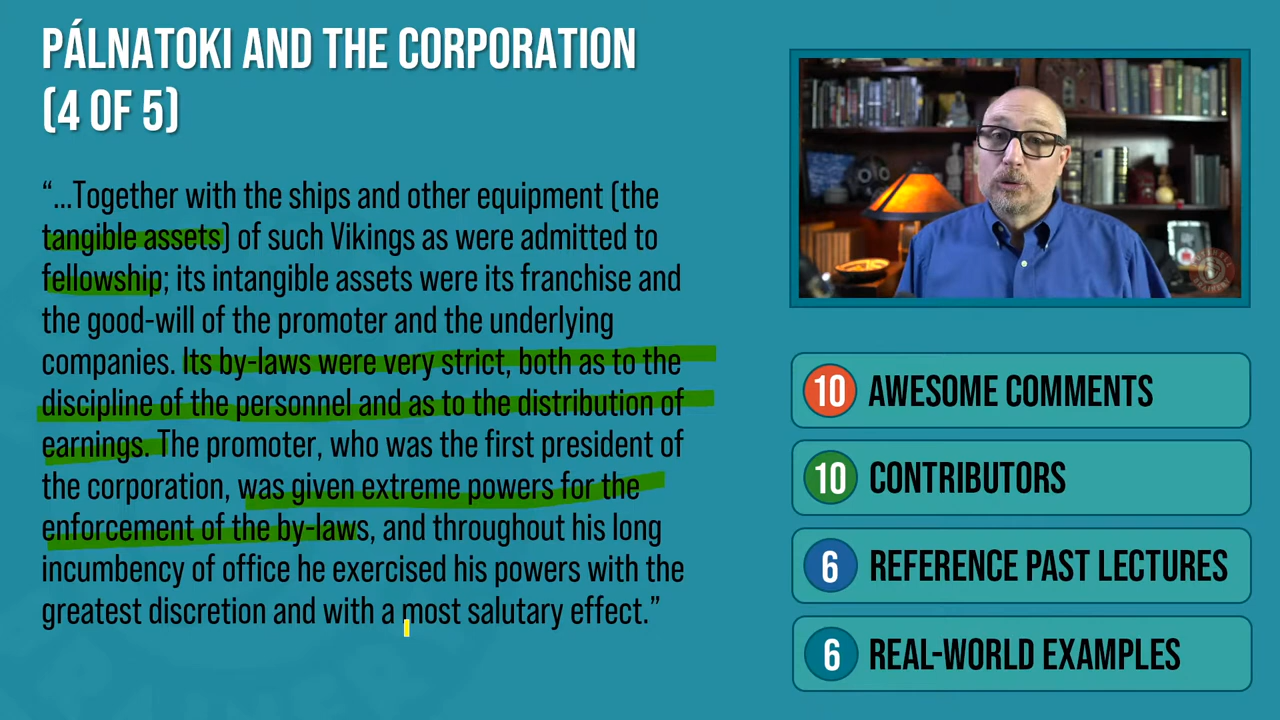 PÁLNATOKI AND THE CORPORATION
(4 OF 5)
“...Together with the ships and other equipment (the
tangible assets) of such Vikings as were admitted to
fellowship; its intangible assets were its franchise and
the good-will of the promoter and the underlying
companies. Its by-laws were very strict, both as to the
discipline of the personnel and as to the distribution of
earnings. The promoter, who was the first president of
the corporation, was given extreme powers for the
enforcement of the by-laws, and throughout his long
incumbency of office he exercised his powers with the
greatest discretion and with a most salutary effect.”
10 AWESOME COMMENTS
10 CONTRIBUTORS
6 REFERENCE PAST LECTURES
6 REAL-WORLD EXAMPLES